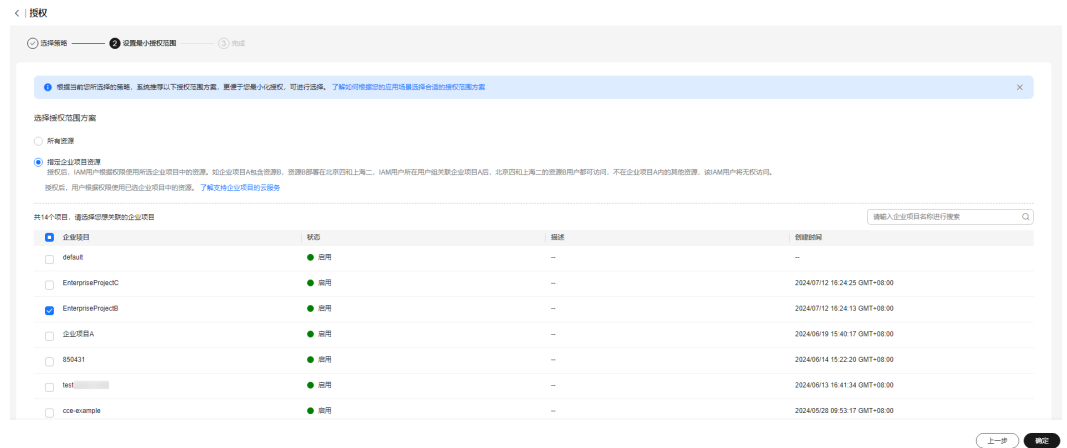 授权
选择策略
2 设置最小授权范围
3 完成
根据当前您所选择的策略，系统推荐以下授权范围方案，更便于您最小化授权，可进行选择。了解如何根据您的应用场景选择合适的授权范围方案
选择授权范围方案
所有资源
指定企业项目资源
授权后，IAM用户根据权限使用所选企业项目中的资源。如企业项目A包含资源B，资源B部署在北京四和上海二，IAM用户所在用户组关联企业项目A后，北京四和上海二的资源B用户都可访问，不在企业项目A内的其他资源，该IAM用户将无权访问。
授权后，用户根据权限使用已选企业项目中的资源。 了解支持企业项目的云服务
共14个项目，请选择您想关联的企业项目
请输入企业项目名称进行搜索
企业项目 状态 描述 创建时间
default 启用 -- --
EnterpriseProjectC 启用 -- 2024/07/12 16:24:25 GMT+08:00
EnterpriseProjectB 启用 -- 2024/07/12 16:24:13 GMT+08:00
企业项目A 启用 -- 2024/06/19 15:40:17 GMT+08:00
850431 启用 -- 2024/06/14 15:22:20 GMT+08:00
test 启用 -- 2024/06/13 16:41:34 GMT+08:00
cce-example 启用 -- 2024/05/28 09:53:17 GMT+08:00
上一步 确定